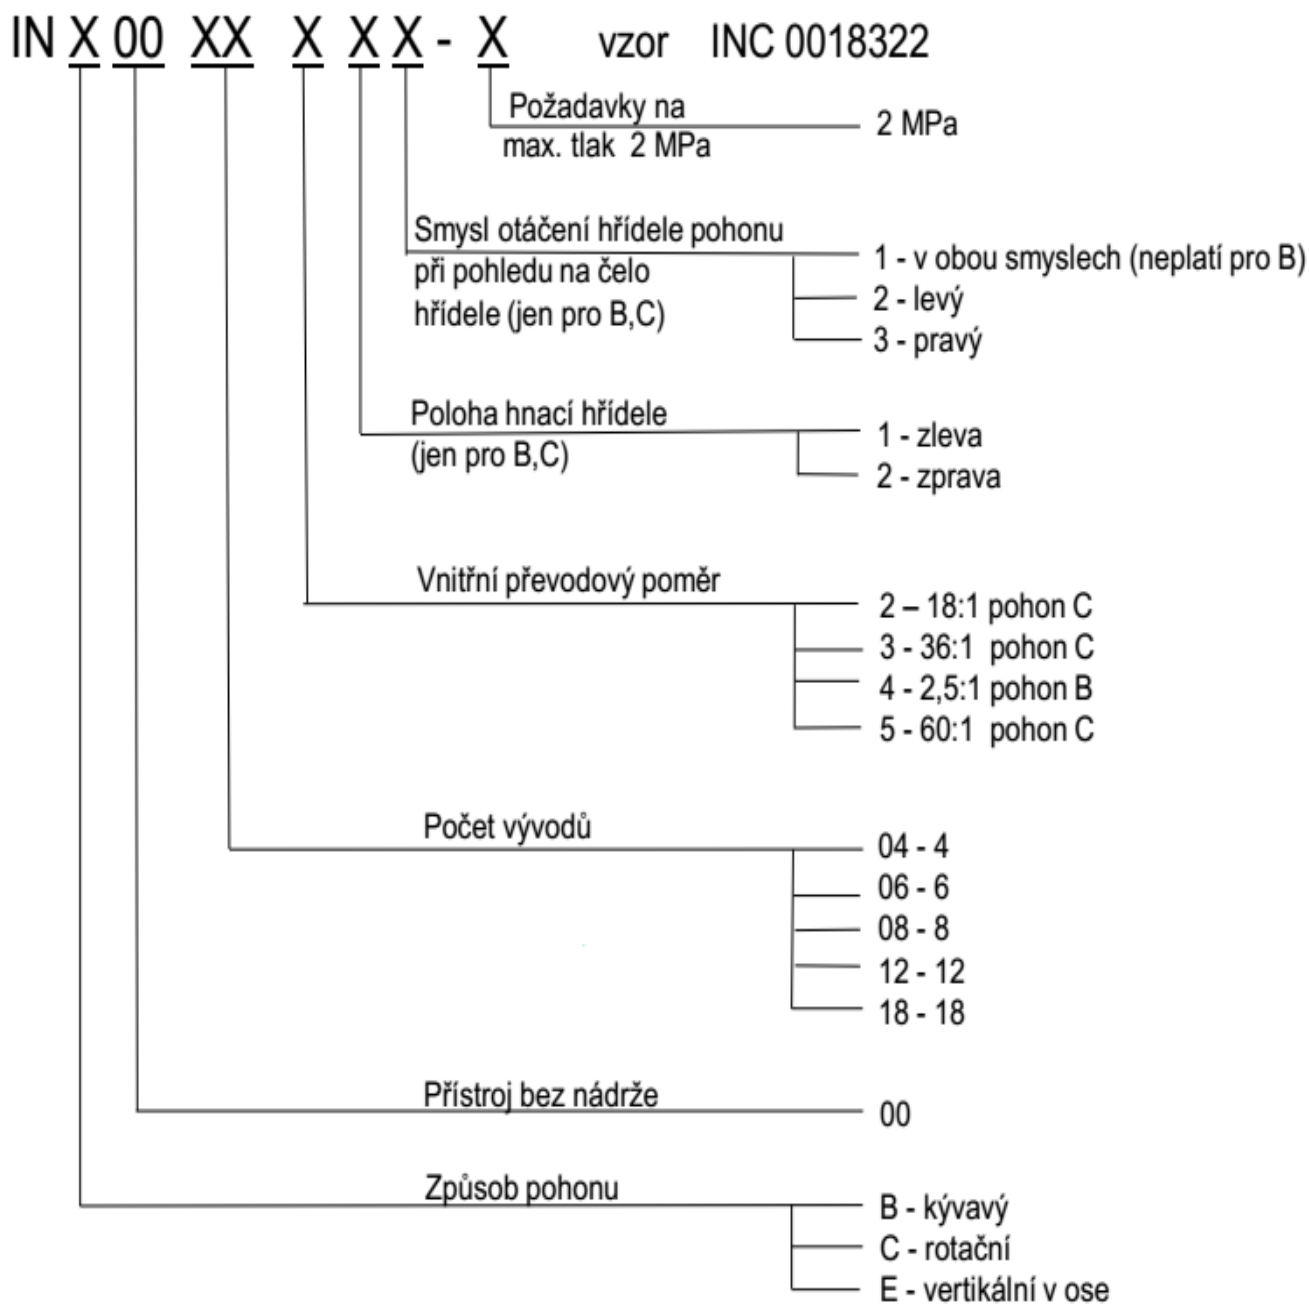 IN X 00 XX X X X - X vzor INC 0018322
Požadavky na
max. tlak 2 MPa
2 MPa
Smysl otáčení hřídele pohonu
při pohledu na čelo
hřídele (jen pro B,C)
1 - v obou smyslech (neplatí pro B)
2 - levý
3 - pravý
Poloha hnací hřídele
(jen pro B,C)
1 - zleva
2 - zprava
Vnitřní převodový poměr
2 – 18:1 pohon C
3 - 36:1 pohon C
4 - 2,5:1 pohon B
5 - 60:1 pohon C
Počet vývodů
04 - 4
06 - 6
08 - 8
12 - 12
18 - 18
Přístroj bez nádrže
00
Způsob pohonu
B - kývavý
C - rotační
E - vertikální v ose